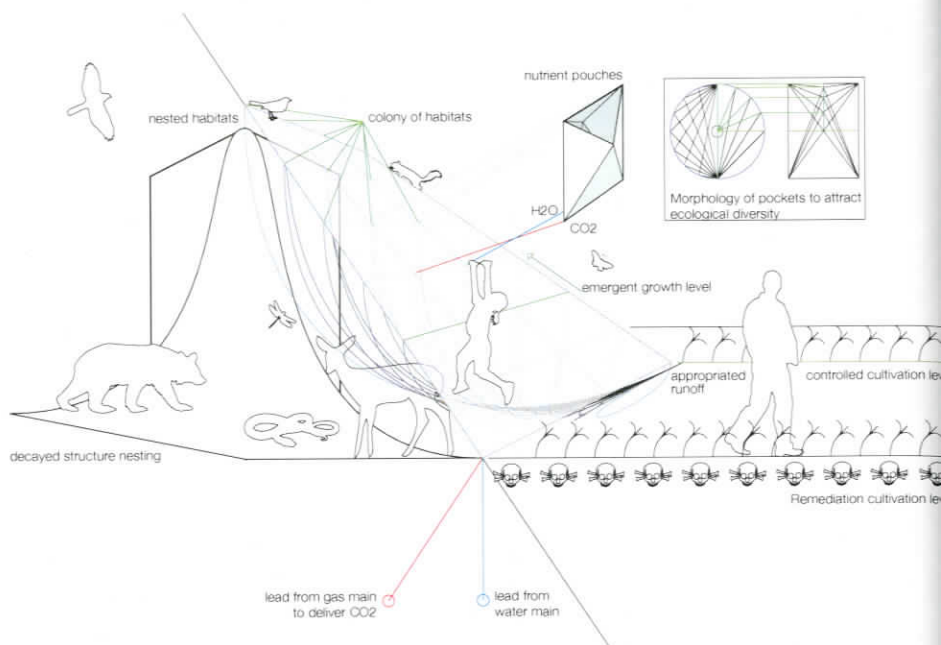 nutrient pouches
nested habitats
colony of habitats
Morphology of pockets to attract
ecological diversity
H2O
CO2
emergent growth level
appropriated
runoff
controlled cultivation
decayed structure nesting
Remediation cultivation
lead from gas main
to deliver CO2
lead from
water main